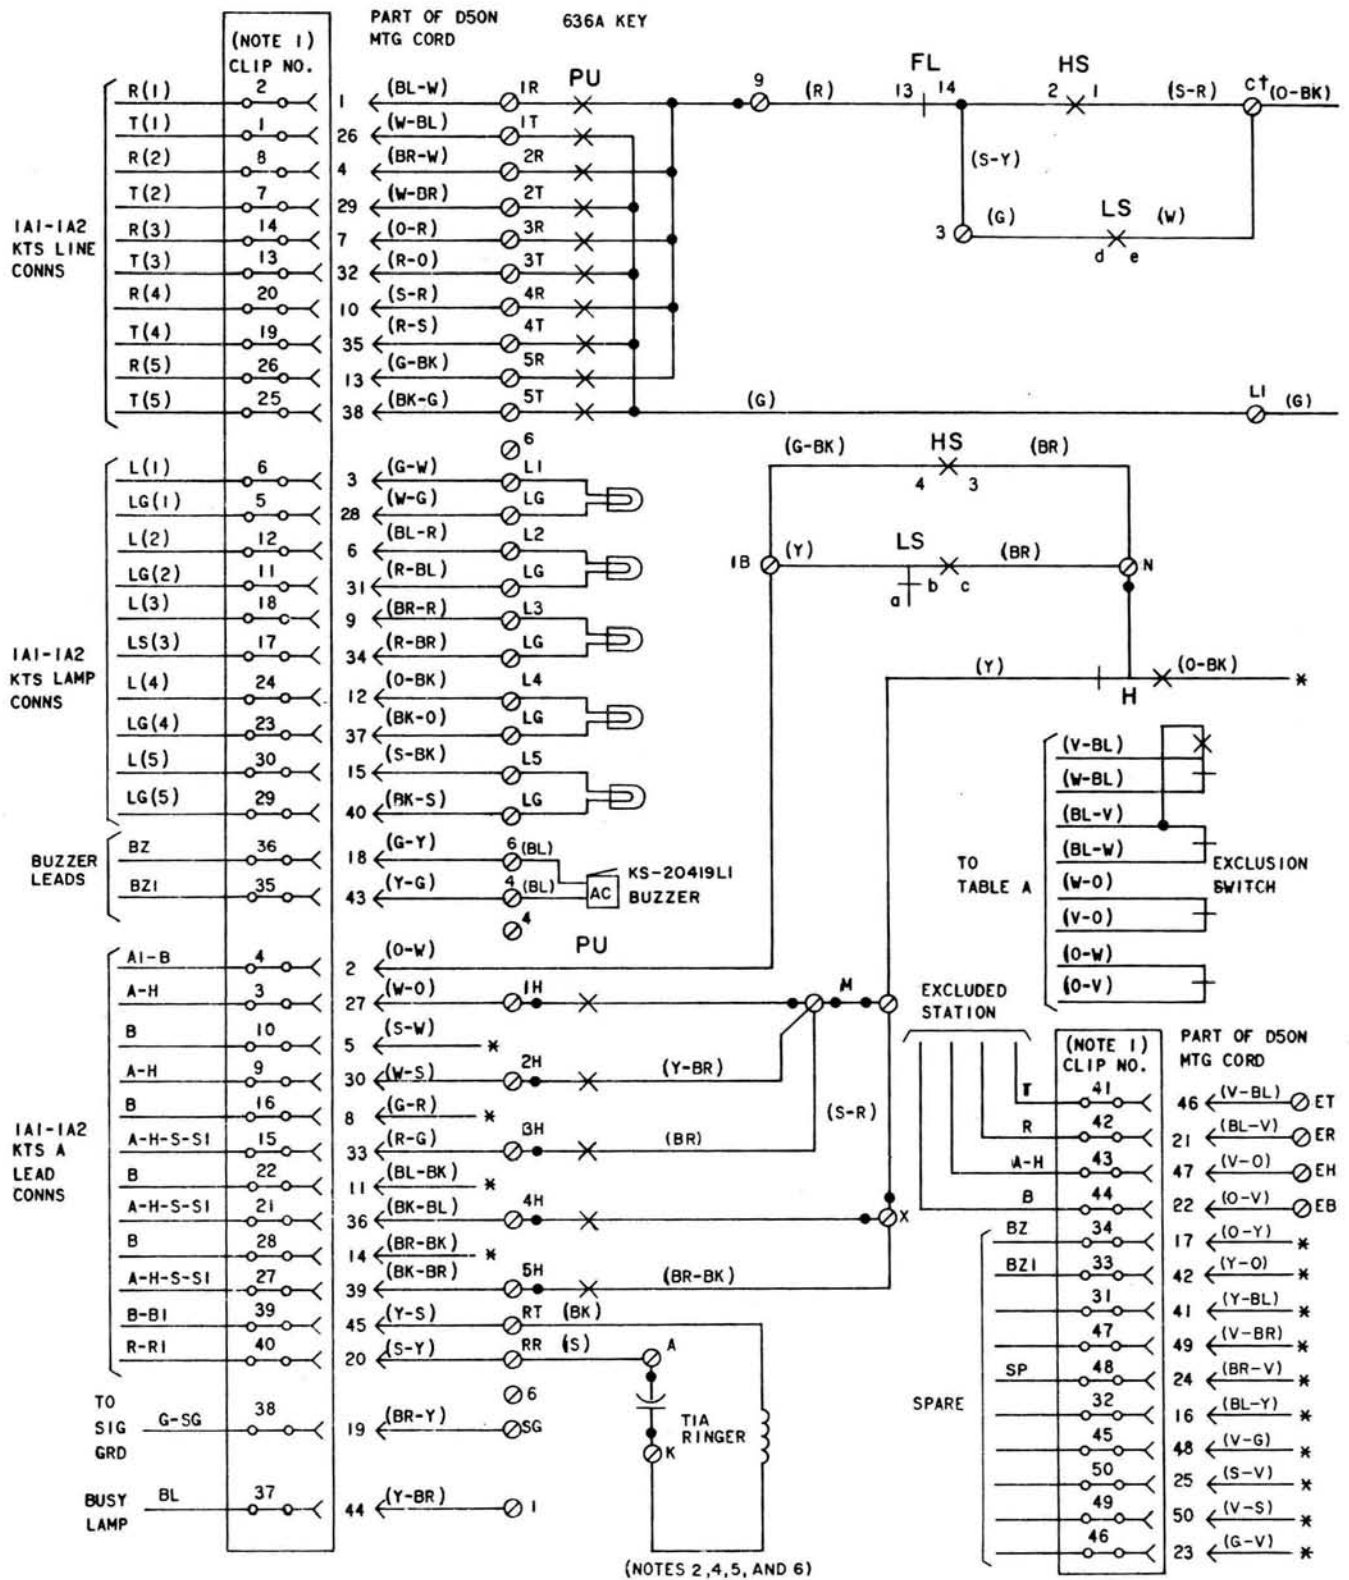 PART OF D50N
MTG CORD
636A KEY
(NOTE 1)
CLIP NO.
PU
9
(R)
FL
13 14
HS
2 1
(S-R)
C†
(O-BK)
R(1) 2 1 (BL-W) 1R
T(1) 1 26 (W-BL) 1T
R(2) 8 4 (BR-W) 2R
T(2) 7 29 (W-BR) 2T
R(3) 14 7 (O-R) 3R
T(3) 13 32 (R-O) 3T
R(4) 20 10 (S-R) 4R
T(4) 19 35 (R-S) 4T
R(5) 26 13 (G-BK) 5R
T(5) 25 38 (BK-G) 5T
1A1-1A2
KTS LINE
CONNS
(S-Y)
3 (G)
LS
(W)
d e
(G)
L1
(G)
6
L(1) 6 3 (G-W) L1
LG(1) 5 28 (W-G) LG
L(2) 12 6 (BL-R) L2
LG(2) 11 31 (R-BL) LG
L(3) 18 9 (BR-R) L3
LS(3) 17 34 (R-BR) LG
L(4) 24 12 (O-BK) L4
LG(4) 23 37 (BK-O) LG
L(5) 30 15 (S-BK) L5
LG(5) 29 40 (BK-S) LG
1A1-1A2
KTS LAMP
CONNS
(G-BK)
HS
(BR)
4 3
1B
(Y)
LS
(BR)
N
a b c
(Y)
H
(O-BK) *
BUZZER
LEADS
BZ 36 18 (G-Y) 6 (BL)
BZ1 35 43 (Y-G) 4 (BL)
AC
KS-20419L1
BUZZER
4
TO
TABLE A
(V-BL)
(W-BL)
(BL-V)
(BL-W)
(W-O)
(V-O)
(O-W)
(O-V)
EXCLUSION
SWITCH
PU
A1-B 4 2 (O-W)
A-H 3 27 (W-O) 1H
M
B 10 5 (S-W) *
A-H 9 30 (W-S) 2H (Y-BR)
B 16 8 (G-R) *
A-H-S-S1 15 33 (R-G) 3H (BR)
B 22 11 (BL-BK) *
A-H-S-S1 21 36 (BK-BL) 4H
X
B 28 14 (BR-BK) *
A-H-S-S1 27 39 (BK-BR) 5H (BR-BK)
B-B1 39 45 (Y-S) RT (BK)
R-R1 40 20 (S-Y) RR (S) A
(S-R)
1A1-1A2
KTS A
LEAD
CONNS
6
TO
SIG
GRD
G-SG 38 19 (BR-Y) SG
T1A
RINGER
K
BUSY
LAMP
BL 37 44 (Y-BR) 1
(NOTES 2,4,5, AND 6)
EXCLUDED
STATION
(NOTE 1)
CLIP NO.
PART OF D50N
MTG CORD
T 41 46 (V-BL) ET
R 42 21 (BL-V) ER
A-H 43 47 (V-O) EH
B 44 22 (O-V) EB
BZ 34 17 (O-Y) *
BZ1 33 42 (Y-O) *
31 41 (Y-BL) *
47 49 (V-BR) *
SP 48 24 (BR-V) *
32 16 (BL-Y) *
45 48 (V-G) *
50 25 (S-V) *
49 50 (V-S) *
46 23 (G-V) *
SPARE